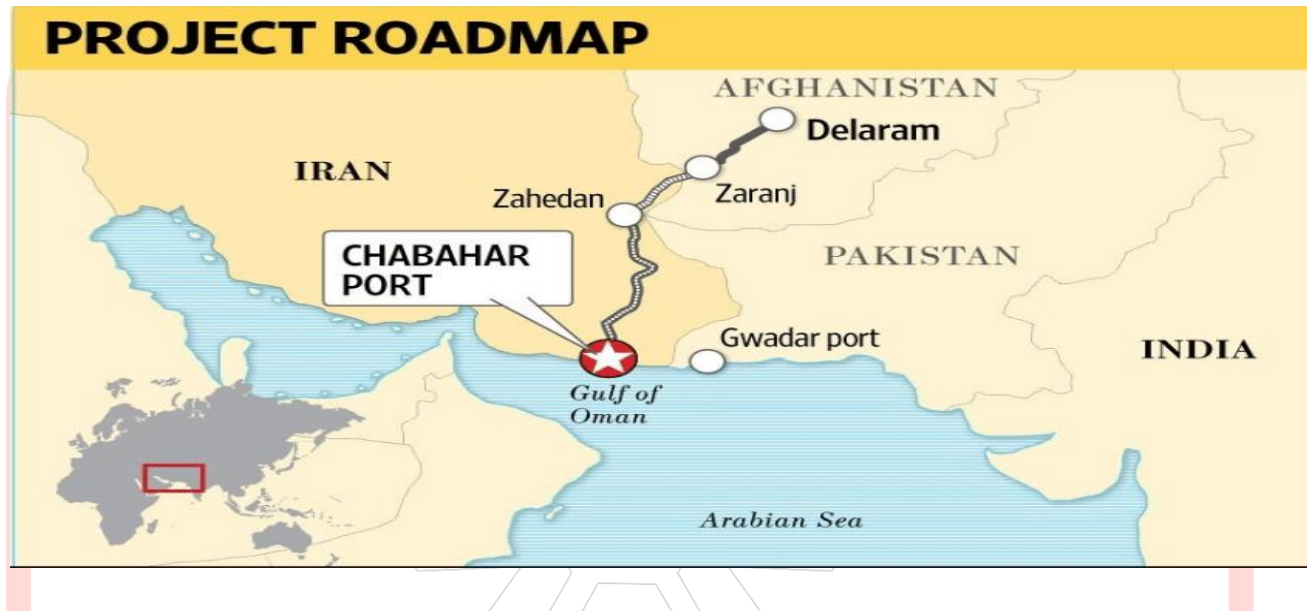 PROJECT ROADMAP
AFGHANISTAN
Delaram
IRAN
Zaranj
Zahedan
CHABAHAR
PORT
PAKISTAN
Gwadar port
INDIA
Gulf of
Oman
Arabian Sea